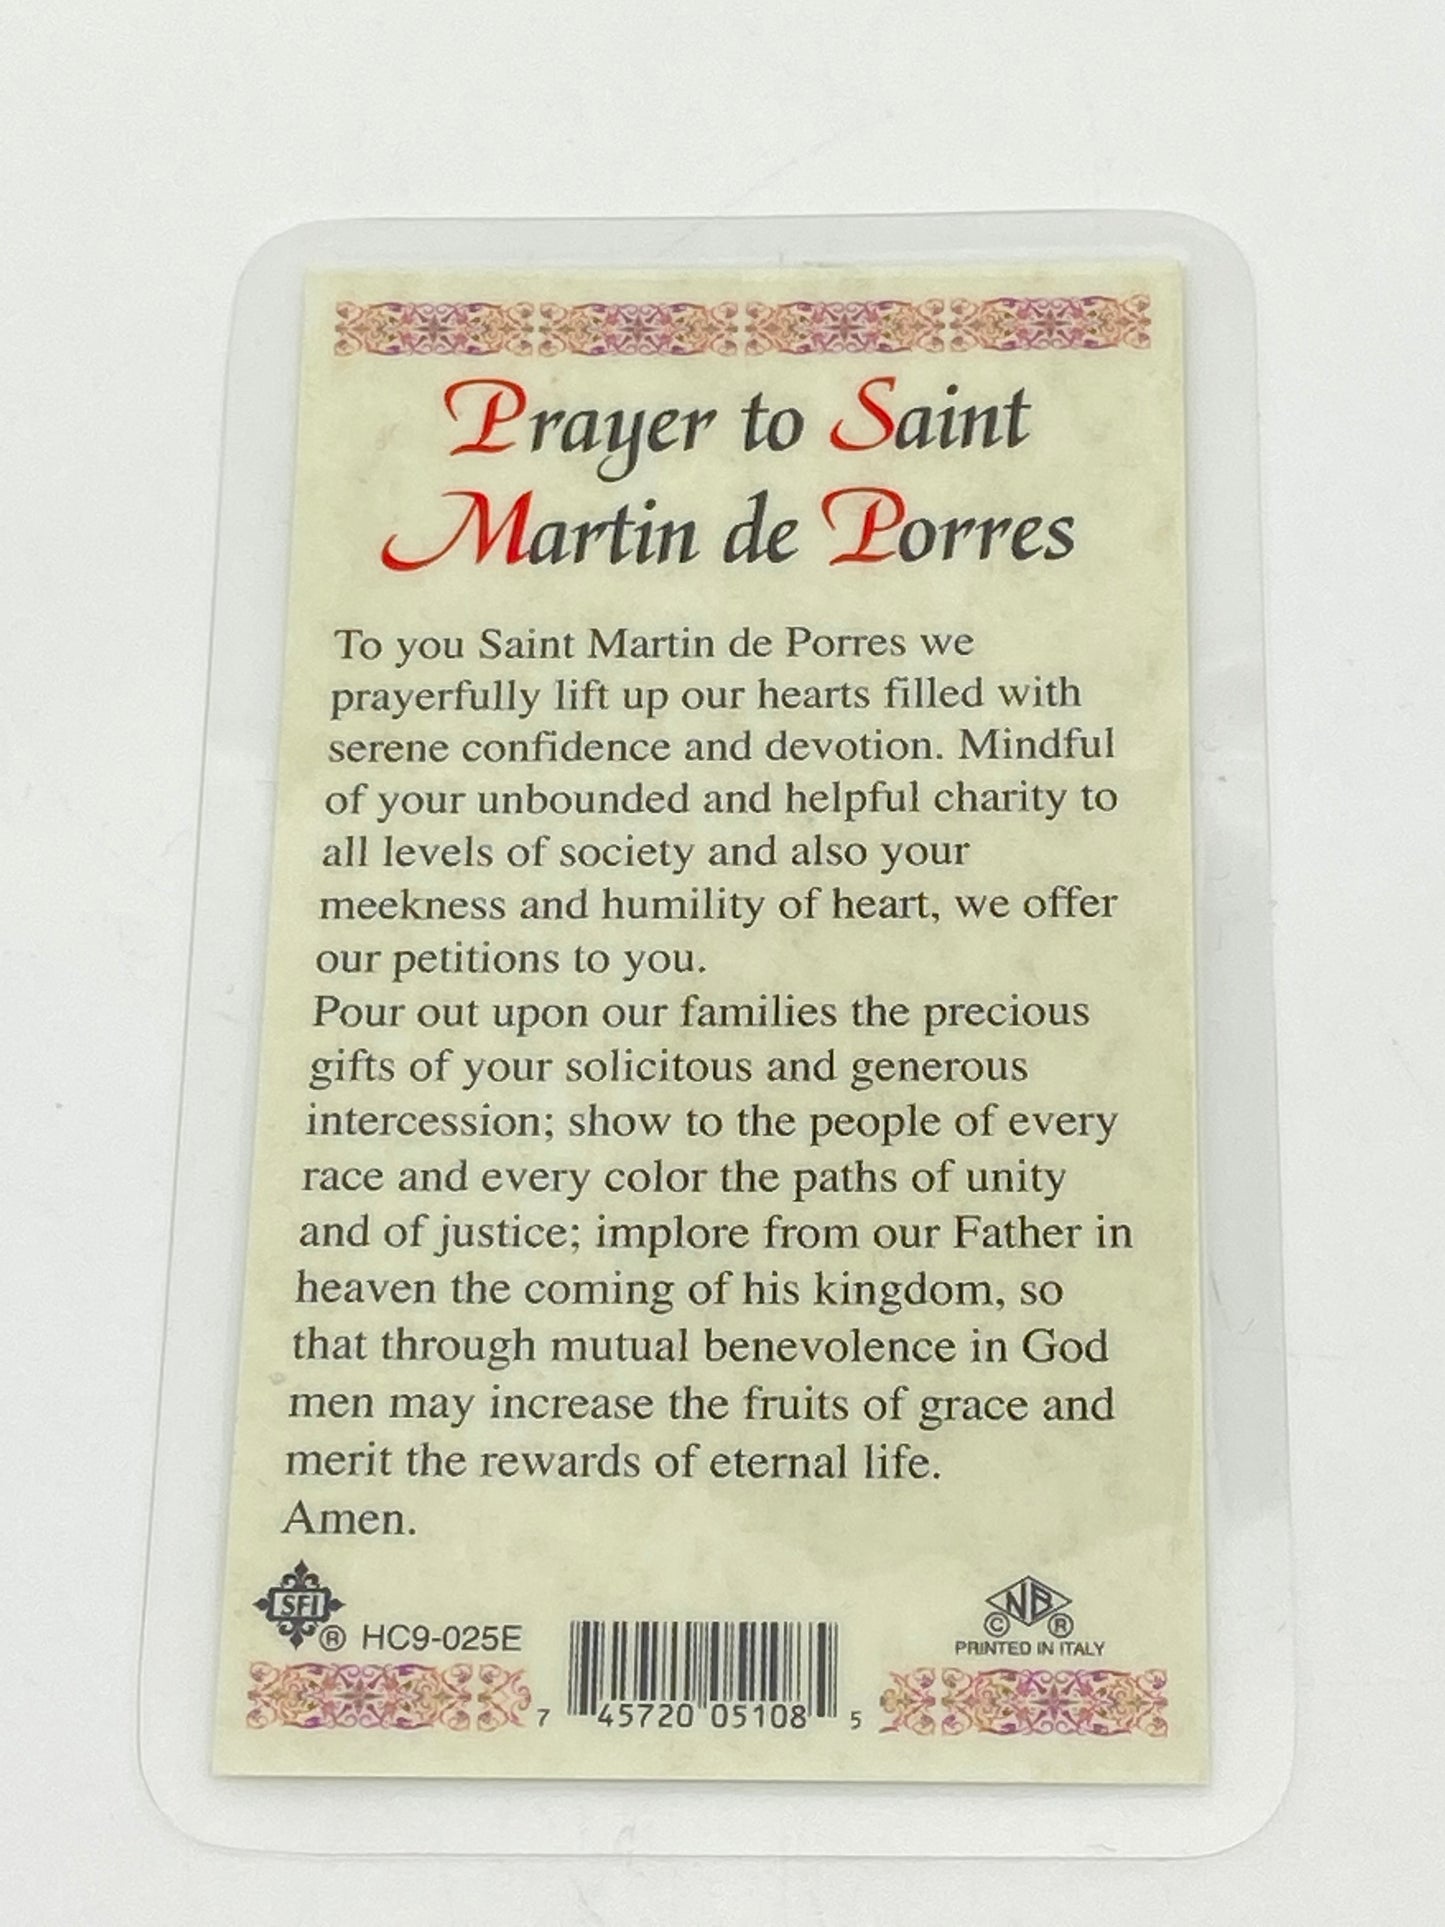 Prayer to Saint
Martin de Porres
To you Saint Martin de Porres we
prayerfully lift up our hearts filled with
serene confidence and devotion. Mindful
of your unbounded and helpful charity to
all levels of society and also your
meekness and humility of heart, we offer
our petitions to you.
Pour out upon our families the precious
gifts of your solicitous and generous
intercession; show to the people of every
race and every color the paths of unity
and of justice; implore from our Father in
heaven the coming of his kingdom, so
that through mutual benevolence in God
men may increase the fruits of grace and
merit the rewards of eternal life.
Amen.
SFI ® HC9-025E
NB © ®
PRINTED IN ITALY
7 45720 05108 5